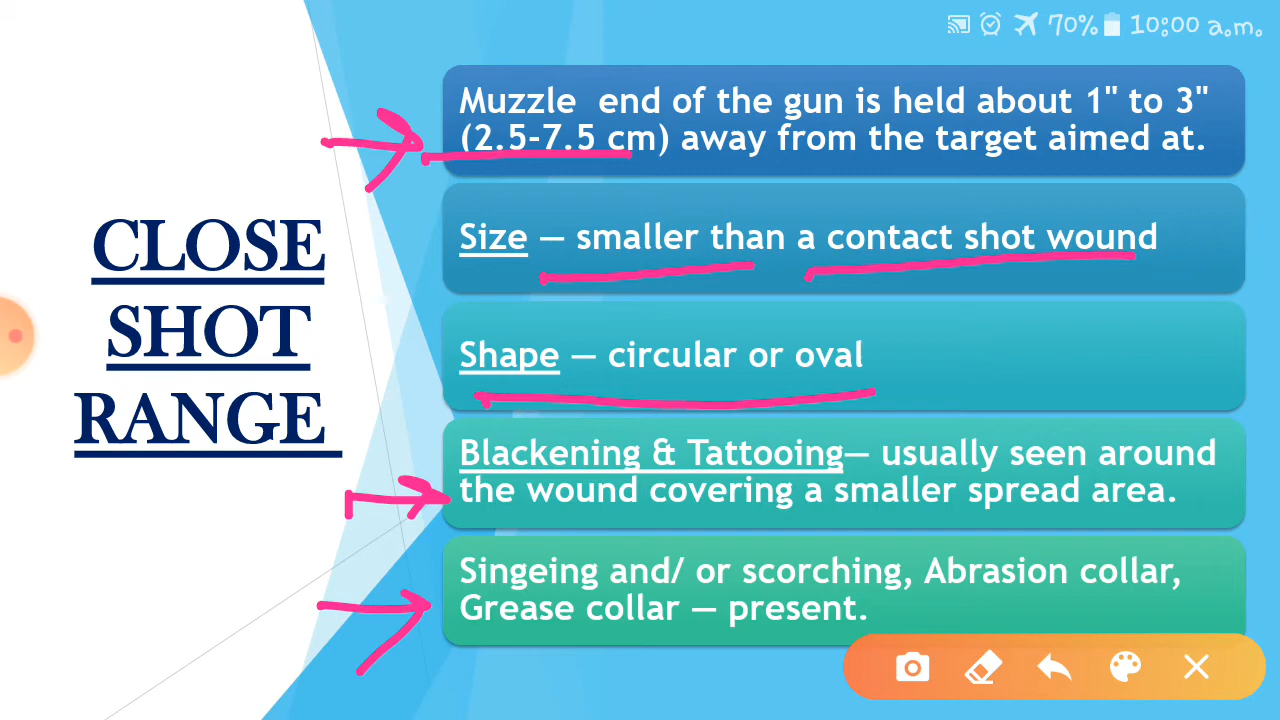 70% 10:00 a.m.
CLOSE
SHOT
RANGE
Muzzle end of the gun is held about 1" to 3"
(2.5-7.5 cm) away from the target aimed at.
Size — smaller than a contact shot wound
Shape — circular or oval
Blackening & Tattooing— usually seen around
the wound covering a smaller spread area.
Singeing and/ or scorching, Abrasion collar,
Grease collar — present.